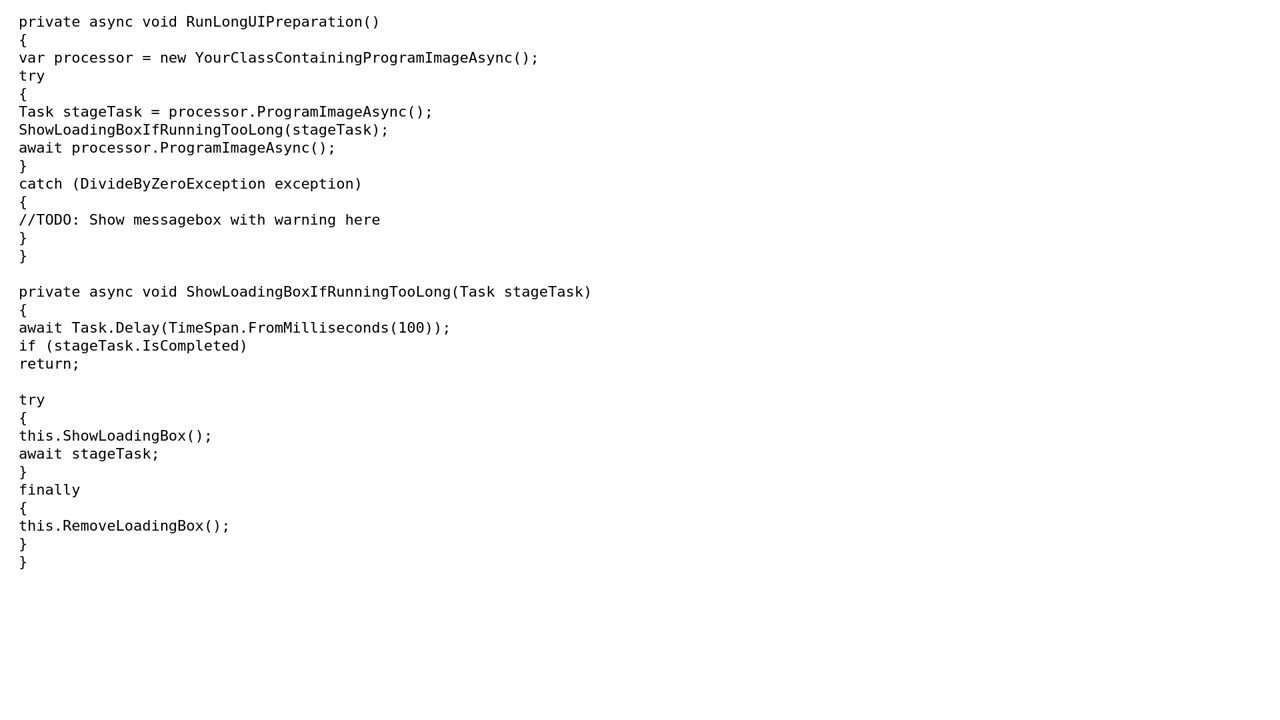 private async void RunLongUIPreparation()
{
var processor = new YourClassContainingProgramImageAsync();
try
{
Task stageTask = processor.ProgramImageAsync();
ShowLoadingBoxIfRunningTooLong(stageTask);
await processor.ProgramImageAsync();
}
catch (DivideByZeroException exception)
{
//TODO: Show messagebox with warning here
}
}

private async void ShowLoadingBoxIfRunningTooLong(Task stageTask)
{
await Task.Delay(TimeSpan.FromMilliseconds(100));
if (stageTask.IsCompleted)
return;

try
{
this.ShowLoadingBox();
await stageTask;
}
finally
{
this.RemoveLoadingBox();
}
}